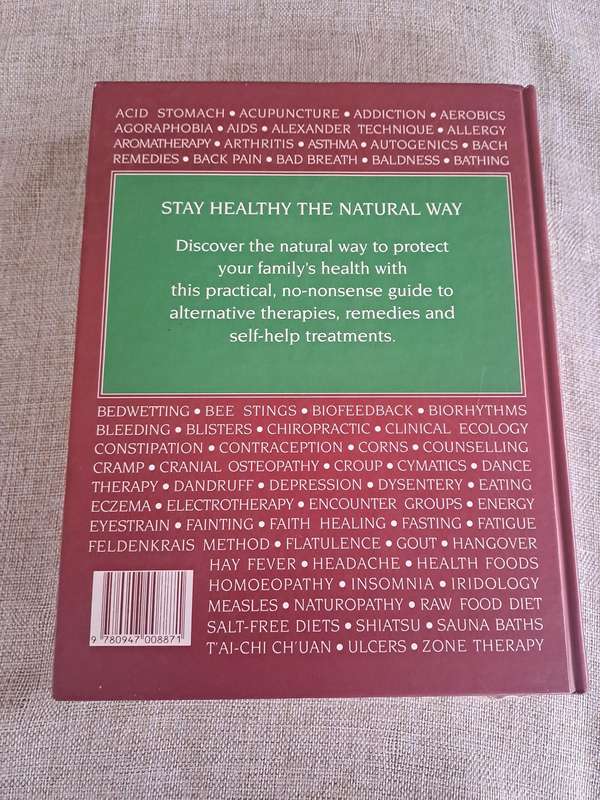 ACID STOMACH • ACUPUNCTURE • ADDICTION • AEROBICS
AGORAPHOBIA • AIDS • ALEXANDER TECHNIQUE • ALLERGY
AROMATHERAPY • ARTHRITIS • ASTHMA • AUTOGENICS • BACH
REMEDIES • BACK PAIN • BAD BREATH • BALDNESS • BATHING
STAY HEALTHY THE NATURAL WAY
Discover the natural way to protect
your family's health with
this practical, no-nonsense guide to
alternative therapies, remedies and
self-help treatments.
BEDWETTING • BEE STINGS • BIOFEEDBACK • BIORHYTHMS
BLEEDING • BLISTERS • CHIROPRACTIC • CLINICAL ECOLOGY
CONSTIPATION • CONTRACEPTION • CORNS • COUNSELLING
CRAMP • CRANIAL OSTEOPATHY • CROUP • CYMATICS • DANCE
THERAPY • DANDRUFF • DEPRESSION • DYSENTERY • EATING
ECZEMA • ELECTROTHERAPY • ENCOUNTER GROUPS • ENERGY
EYESTRAIN • FAINTING • FAITH HEALING • FASTING • FATIGUE
FELDENKRAIS METHOD • FLATULENCE • GOUT • HANGOVER
HAY FEVER • HEADACHE • HEALTH FOODS
HOMOEOPATHY • INSOMNIA • IRIDOLOGY
MEASLES • NATUROPATHY • RAW FOOD DIET
SALT-FREE DIETS • SHIATSU • SAUNA BATHS
T'AI-CHI CH'UAN • ULCERS • ZONE THERAPY
9 780947 008871